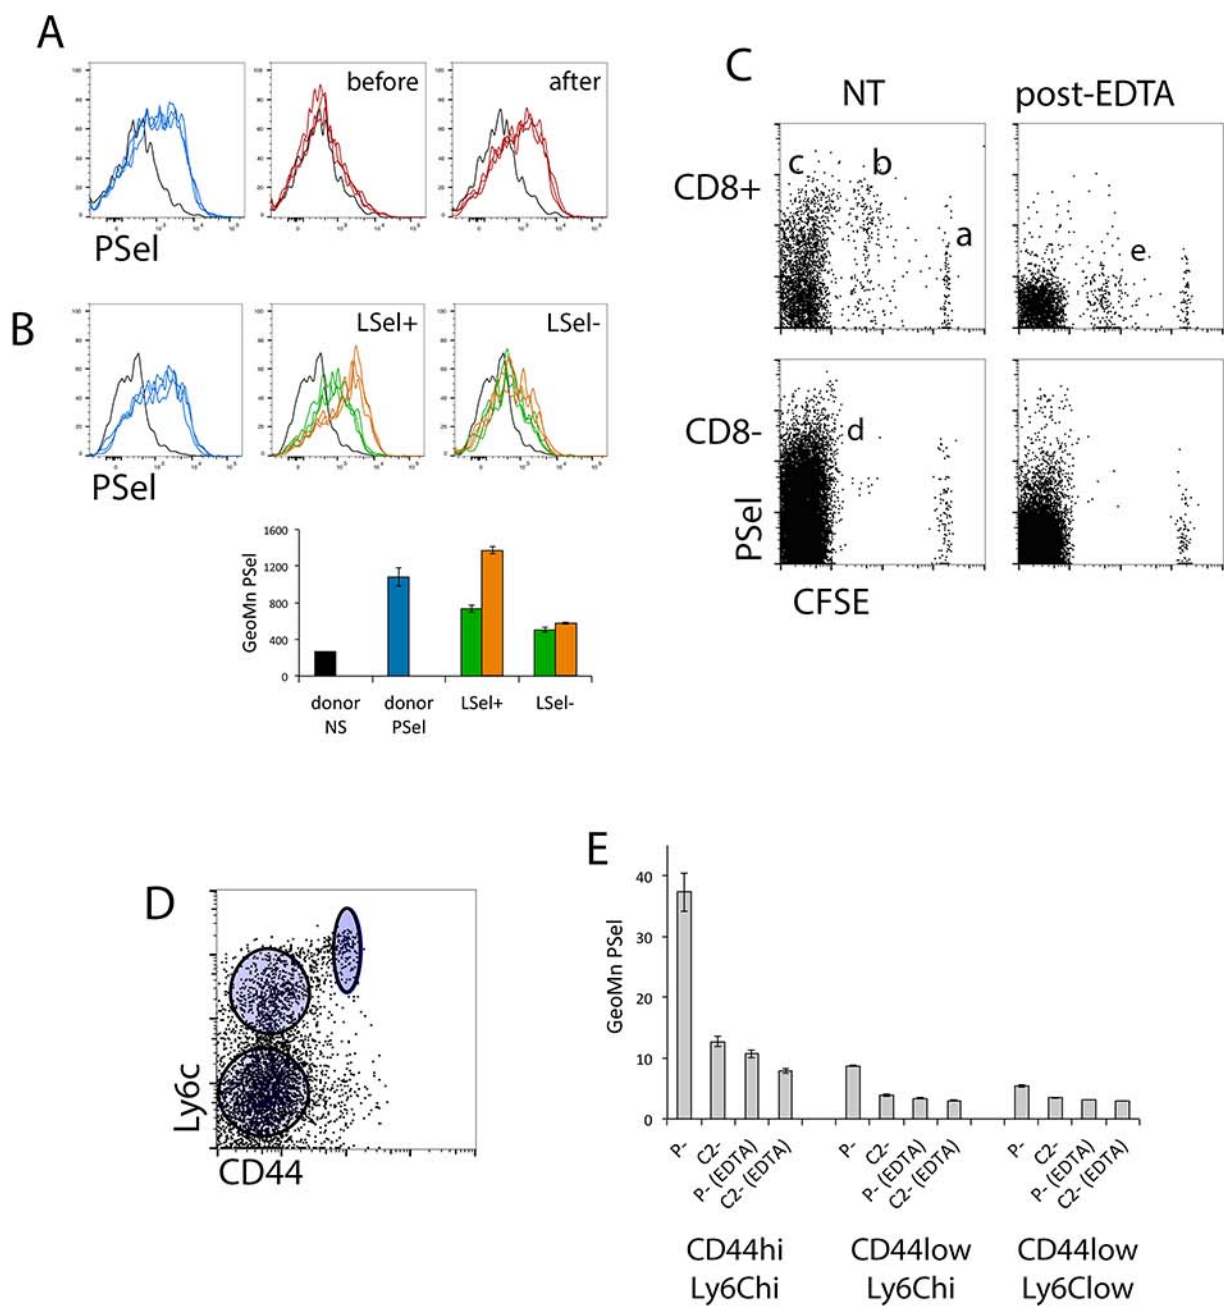 A
before
after
PSel
B
LSel+
LSel-
PSel
GeoMn PSel
1600
1200
800
400
0
donor NS
donor PSel
LSel+
LSel-
C
NT
post-EDTA
CD8+
c
b
a
e
CD8-
d
PSel
CFSE
D
Ly6c
CD44
E
GeoMn PSel
40
30
20
10
0
P-
C2-
P- (EDTA)
C2- (EDTA)
P-
C2-
P- (EDTA)
C2- (EDTA)
P-
C2-
P- (EDTA)
C2- (EDTA)
CD44hi
Ly6Chi
CD44low
Ly6Chi
CD44low
Ly6Clow